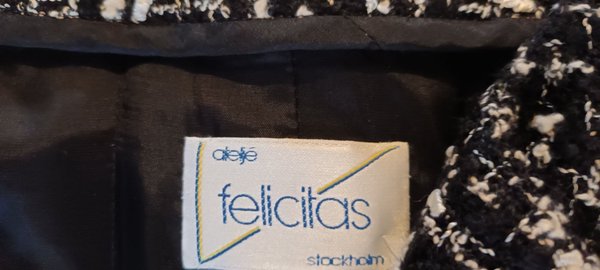 ateljé
felicitas
stockholm